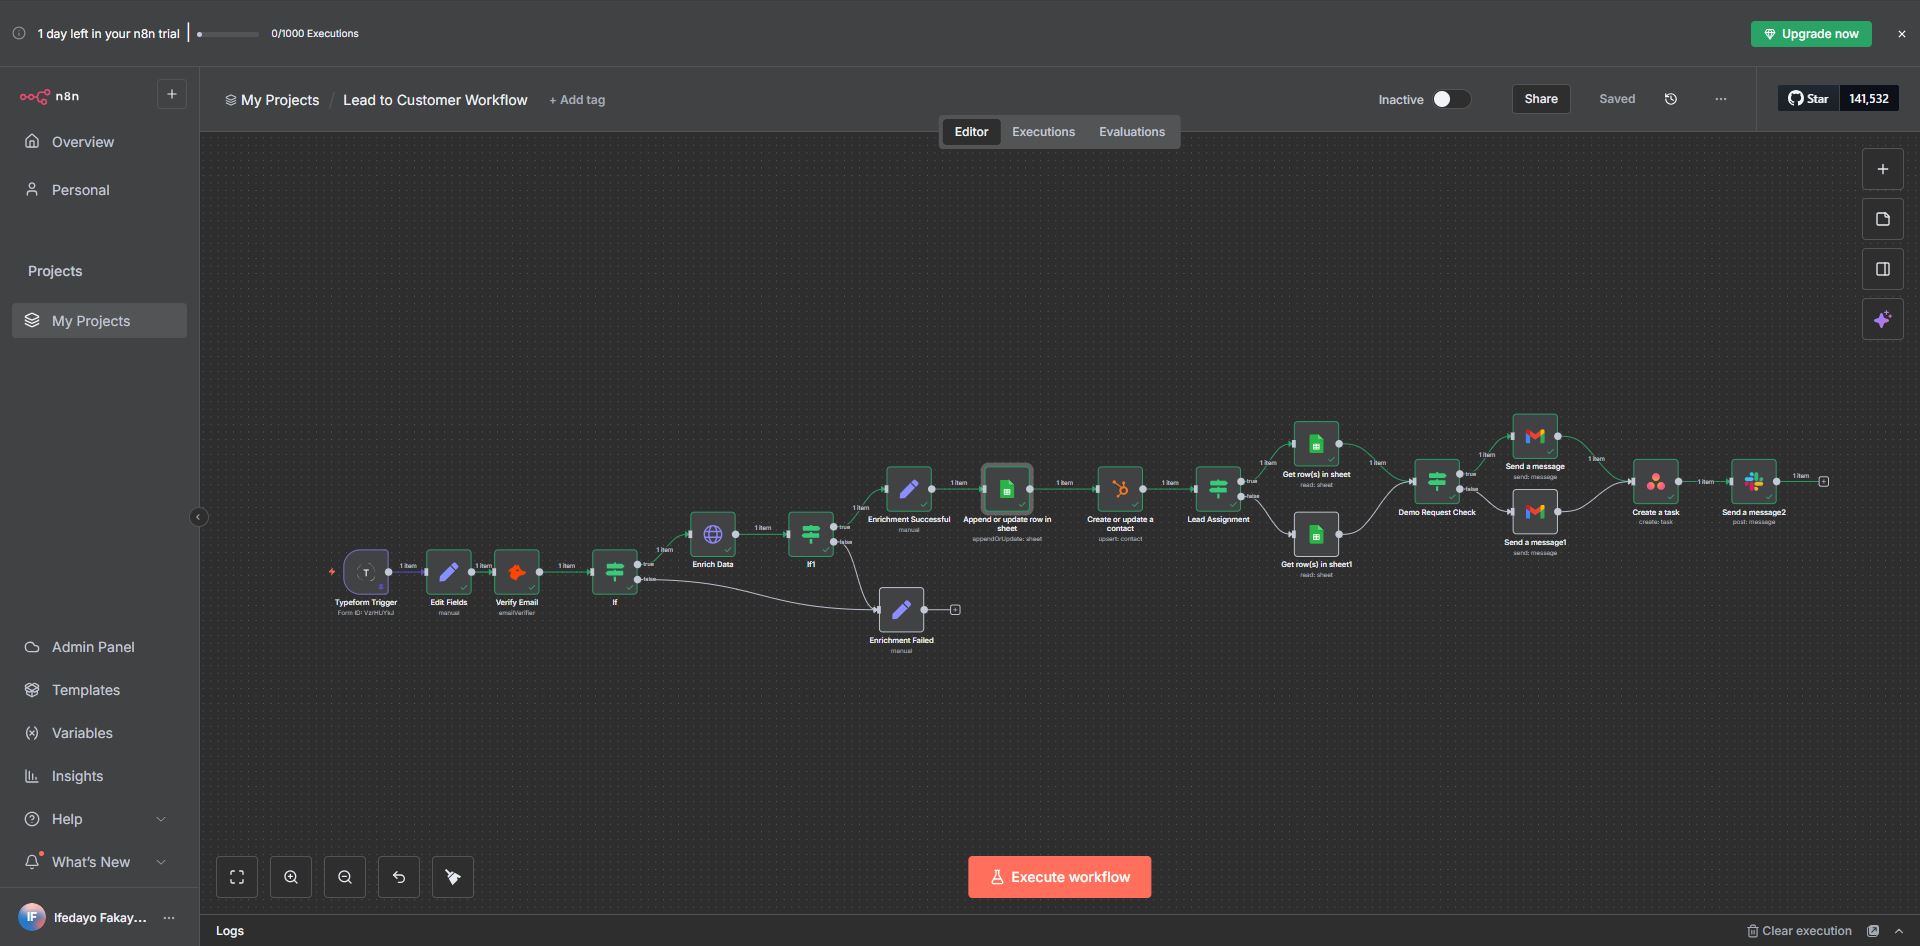 1 day left in your n8n trial
0/1000 Executions
Upgrade now
n8n
My Projects / Lead to Customer Workflow
+ Add tag
Inactive
Share
Saved
Star
141,532
Editor
Executions
Evaluations
Overview
Personal
Projects
My Projects
Admin Panel
Templates
Variables
Insights
Help
What's New
IF
Ifedayo Fakay...
Typeform Trigger
1 item
Edit Fields
manual
1 item
Verify Email
emailVerifier
1 item
If
true
false
1 item
Enrich Data
1 item
If1
true
false
1 item
Enrichment Failed
manual
Enrichment Successful
manual
1 item
Append or update row in
sheet
appendOrUpdate: sheet
1 item
Create or update a
contact
upsert: contact
1 item
Lead Assignment
true
false
1 item
Get row(s) in sheet
read: sheet
1 item
Get row(s) in sheet1
read: sheet
Demo Request Check
true
false
1 item
Send a message
send: message
1 item
Send a message1
send: message
Create a task
create: task
1 item
Send a message2
post: message
1 item
Execute workflow
Logs
Clear execution